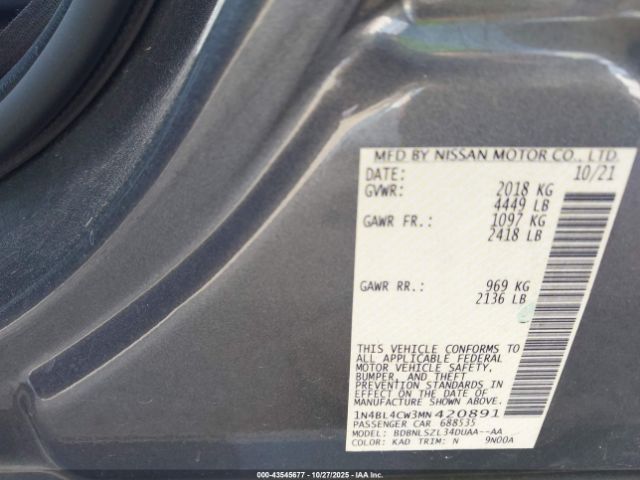 MFD BY NISSAN MOTOR CO., LTD.
DATE: 10/21
GVWR: 2018 KG
4449 LB
GAWR FR.: 1097 KG
2418 LB
GAWR RR.: 969 KG
2136 LB
THIS VEHICLE CONFORMS TO
ALL APPLICABLE FEDERAL
MOTOR VEHICLE SAFETY,
BUMPER, AND THEFT
PREVENTION STANDARDS
IN EFFECT ON THE DATE OF
MANUFACTURE SHOWN ABOVE.
1N4BL4CW3MN420891
PASSENGER CAR 688535
MODEL: BDBNLSZL34DUAA--AA
COLOR: KAD TRIM: N 9N00A
© 000-43545677 - 10/27/2025 - IAAI.COM